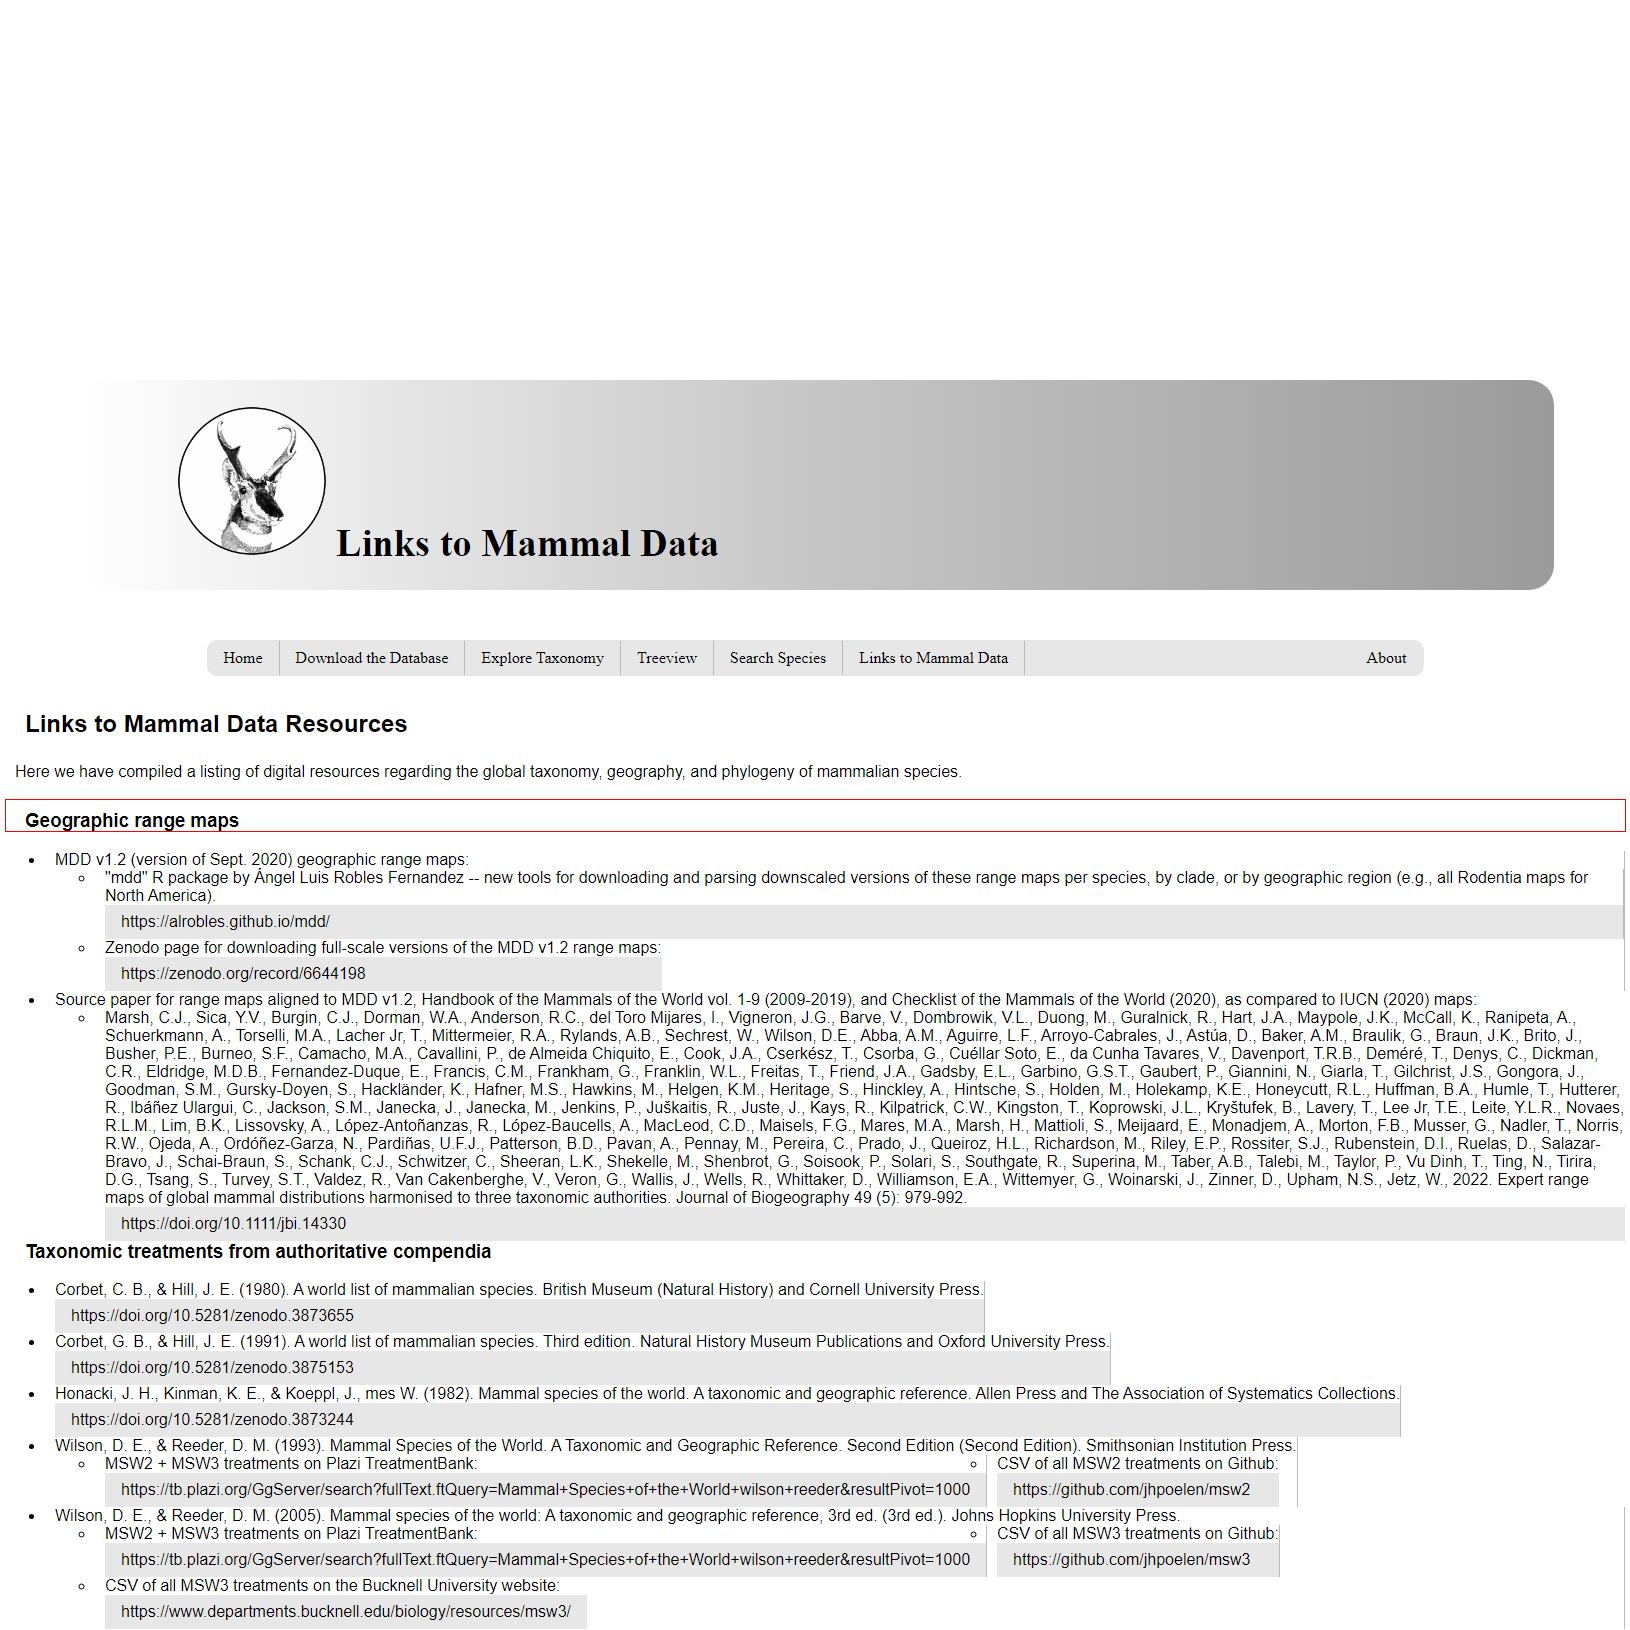 Links to Mammal Data
Home
Download the Database
Explore Taxonomy
Treeview
Search Species
Links to Mammal Data
About
Links to Mammal Data Resources
Here we have compiled a listing of digital resources regarding the global taxonomy, geography, and phylogeny of mammalian species.
Geographic range maps
MDD v1.2 (version of Sept. 2020) geographic range maps:
"mdd" R package by Ángel Luis Robles Fernandez -- new tools for downloading and parsing downscaled versions of these range maps per species, by clade, or by geographic region (e.g., all Rodentia maps for
North America).
https://alrobles.github.io/mdd/
Zenodo page for downloading full-scale versions of the MDD v1.2 range maps:
https://zenodo.org/record/6644198
Source paper for range maps aligned to MDD v1.2, Handbook of the Mammals of the World vol. 1-9 (2009-2019), and Checklist of the Mammals of the World (2020), as compared to IUCN (2020) maps:
Marsh, C.J., Sica, Y.V., Burgin, C.J., Dorman, W.A., Anderson, R.C., del Toro Mijares, I., Vigneron, J.G., Barve, V., Dombrowik, V.L., Duong, M., Guralnick, R., Hart, J.A., Maypole, J.K., McCall, K., Ranipeta, A.,
Schuerkmann, A., Torselli, M.A., Lacher Jr, T., Mittermeier, R.A., Rylands, A.B., Sechrest, W., Wilson, D.E., Abba, A.M., Aguirre, L.F., Arroyo-Cabrales, J., Astúa, D., Baker, A.M., Braulik, G., Braun, J.K., Brito, J.,
Busher, P.E., Burneo, S.F., Camacho, M.A., Cavallini, P., de Almeida Chiquito, E., Cook, J.A., Cserkész, T., Csorba, G., Cuéllar Soto, E., da Cunha Tavares, V., Davenport, T.R.B., Deméré, T., Denys, C., Dickman,
C.R., Eldridge, M.D.B., Fernandez-Duque, E., Francis, C.M., Frankham, G., Franklin, W.L., Freitas, T., Friend, J.A., Gadsby, E.L., Garbino, G.S.T., Gaubert, P., Giannini, N., Giarla, T., Gilchrist, J.S., Gongora, J.,
Goodman, S.M., Gursky-Doyen, S., Hackländer, K., Hafner, M.S., Hawkins, M., Helgen, K.M., Heritage, S., Hinckley, A., Hintsche, S., Holden, M., Holekamp, K.E., Honeycutt, R.L., Huffman, B.A., Humle, T., Hutterer,
R., Ibáñez Ulargui, C., Jackson, S.M., Janecka, J., Janecka, M., Jenkins, P., Juškaitis, R., Juste, J., Kays, R., Kilpatrick, C.W., Kingston, T., Koprowski, J.L., Kryštufek, B., Lavery, T., Lee Jr, T.E., Leite, Y.L.R., Novaes,
R.L.M., Lim, B.K., Lissovsky, A., López-Antoñanzas, R., López-Baucells, A., MacLeod, C.D., Maisels, F.G., Mares, M.A., Marsh, H., Mattioli, S., Meijaard, E., Monadjem, A., Morton, F.B., Musser, G., Nadler, T., Norris,
R.W., Ojeda, A., Ordóñez-Garza, N., Pardiñas, U.F.J., Patterson, B.D., Pavan, A., Pennay, M., Pereira, C., Prado, J., Queiroz, H.L., Richardson, M., Riley, E.P., Rossiter, S.J., Rubenstein, D.I., Ruelas, D., Salazar-
Bravo, J., Schai-Braun, S., Schank, C.J., Schwitzer, C., Sheeran, L.K., Shekelle, M., Shenbrot, G., Soisook, P., Solari, S., Southgate, R., Superina, M., Taber, A.B., Talebi, M., Taylor, P., Vu Dinh, T., Ting, N., Tirira,
D.G., Tsang, S., Turvey, S.T., Valdez, R., Van Cakenberghe, V., Veron, G., Wallis, J., Wells, R., Whittaker, D., Williamson, E.A., Wittemyer, G., Woinarski, J., Zinner, D., Upham, N.S., Jetz, W., 2022. Expert range
maps of global mammal distributions harmonised to three taxonomic authorities. Journal of Biogeography 49 (5): 979-992.
https://doi.org/10.1111/jbi.14330
Taxonomic treatments from authoritative compendia
Corbet, C. B., & Hill, J. E. (1980). A world list of mammalian species. British Museum (Natural History) and Cornell University Press.
https://doi.org/10.5281/zenodo.3873655
Corbet, G. B., & Hill, J. E. (1991). A world list of mammalian species. Third edition. Natural History Museum Publications and Oxford University Press.
https://doi.org/10.5281/zenodo.3875153
Honacki, J. H., Kinman, K. E., & Koeppl, J., mes W. (1982). Mammal species of the world. A taxonomic and geographic reference. Allen Press and The Association of Systematics Collections.
https://doi.org/10.5281/zenodo.3873244
Wilson, D. E., & Reeder, D. M. (1993). Mammal Species of the World. A Taxonomic and Geographic Reference. Second Edition (Second Edition). Smithsonian Institution Press.
MSW2 + MSW3 treatments on Plazi TreatmentBank:
https://tb.plazi.org/GgServer/search?fullText.ftQuery=Mammal+Species+of+the+World+wilson+reeder&resultPivot=1000
CSV of all MSW2 treatments on Github:
https://github.com/jhpoelen/msw2
Wilson, D. E., & Reeder, D. M. (2005). Mammal species of the world: A taxonomic and geographic reference, 3rd ed. (3rd ed.). Johns Hopkins University Press.
MSW2 + MSW3 treatments on Plazi TreatmentBank:
https://tb.plazi.org/GgServer/search?fullText.ftQuery=Mammal+Species+of+the+World+wilson+reeder&resultPivot=1000
CSV of all MSW3 treatments on Github:
https://github.com/jhpoelen/msw3
CSV of all MSW3 treatments on the Bucknell University website:
https://www.departments.bucknell.edu/biology/resources/msw3/